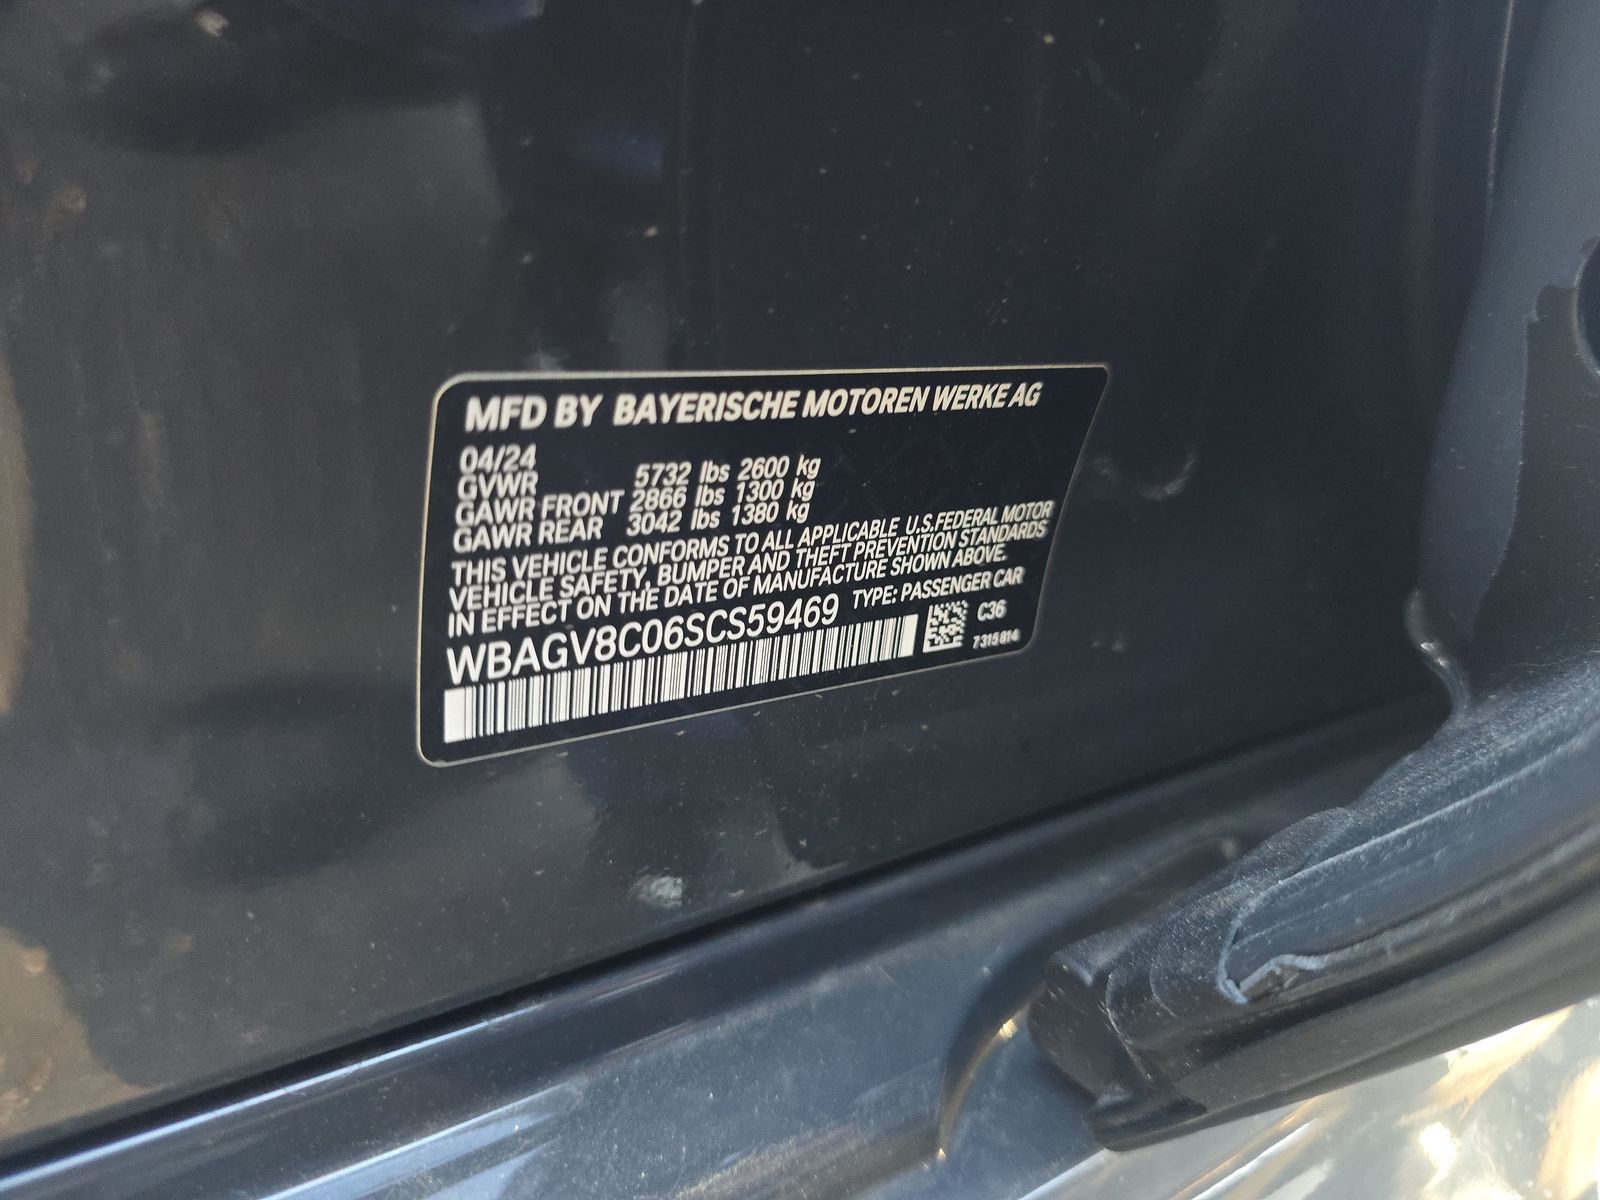 MFD BY BAYERISCHE MOTOREN WERKE AG
04/24
GVWR 5732 lbs 2600 kg
GAWR FRONT 2866 lbs 1300 kg
GAWR REAR 3042 lbs 1380 kg
THIS VEHICLE CONFORMS TO ALL APPLICABLE U.S.FEDERAL MOTOR
VEHICLE SAFETY, BUMPER AND THEFT PREVENTION STANDARDS
IN EFFECT ON THE DATE OF MANUFACTURE SHOWN ABOVE.
WBAGV8C06SCS59469 TYPE: PASSENGER CAR
C36
7315814